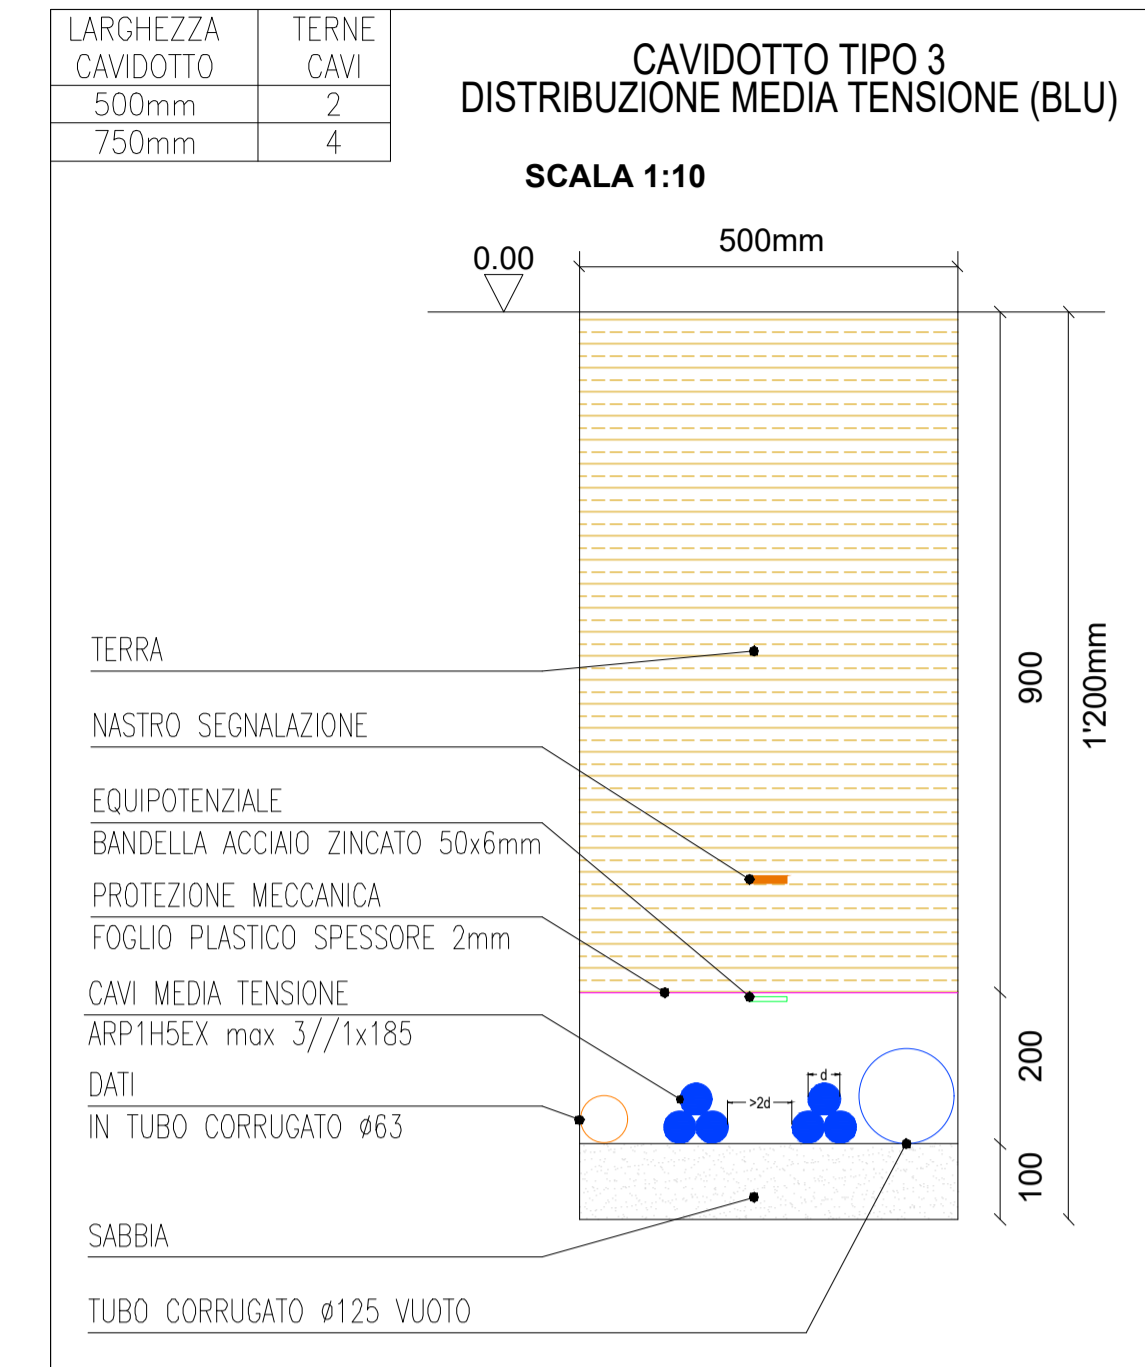 LARGHEZZA CAVIDOTTO
TERNE CAVI
500mm 2
750mm 4
CAVIDOTTO TIPO 3
DISTRIBUZIONE MEDIA TENSIONE (BLU)
SCALA 1:10
0.00
500mm
TERRA
NASTRO SEGNALAZIONE
EQUIPOTENZIALE
BANDELLA ACCIAIO ZINCATO 50x6mm
PROTEZIONE MECCANICA
FOGLIO PLASTICO SPESSORE 2mm
CAVI MEDIA TENSIONE
ARP1H5EX max 3//1x185
DATI
IN TUBO CORRUGATO ø63
SABBIA
TUBO CORRUGATO ø125 VUOTO
>2d
d
900
200
100
1'200mm